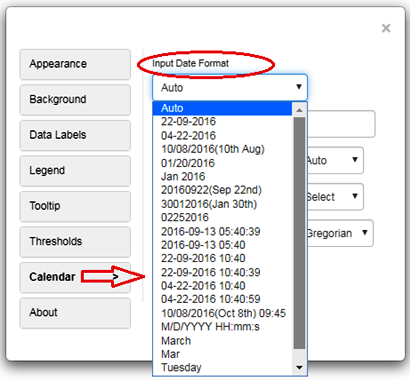 ×
Input Date Format
Auto
Appearance
Background
Data Labels
Legend
Tooltip
Thresholds
Calendar >
About
Auto
22-09-2016
04-22-2016
10/08/2016(10th Aug)
01/20/2016
Jan 2016
20160922(Sep 22nd)
30012016(Jan 30th)
02252016
2016-09-13 05:40:39
2016-09-13 05:40
22-09-2016 10:40
22-09-2016 10:40:39
04-22-2016 10:40
04-22-2016 10:40:59
10/08/2016(Oct 8th) 09:45
M/D/YYYY HH:mm:s
March
Mar
Tuesday
Auto
Select
Gregorian